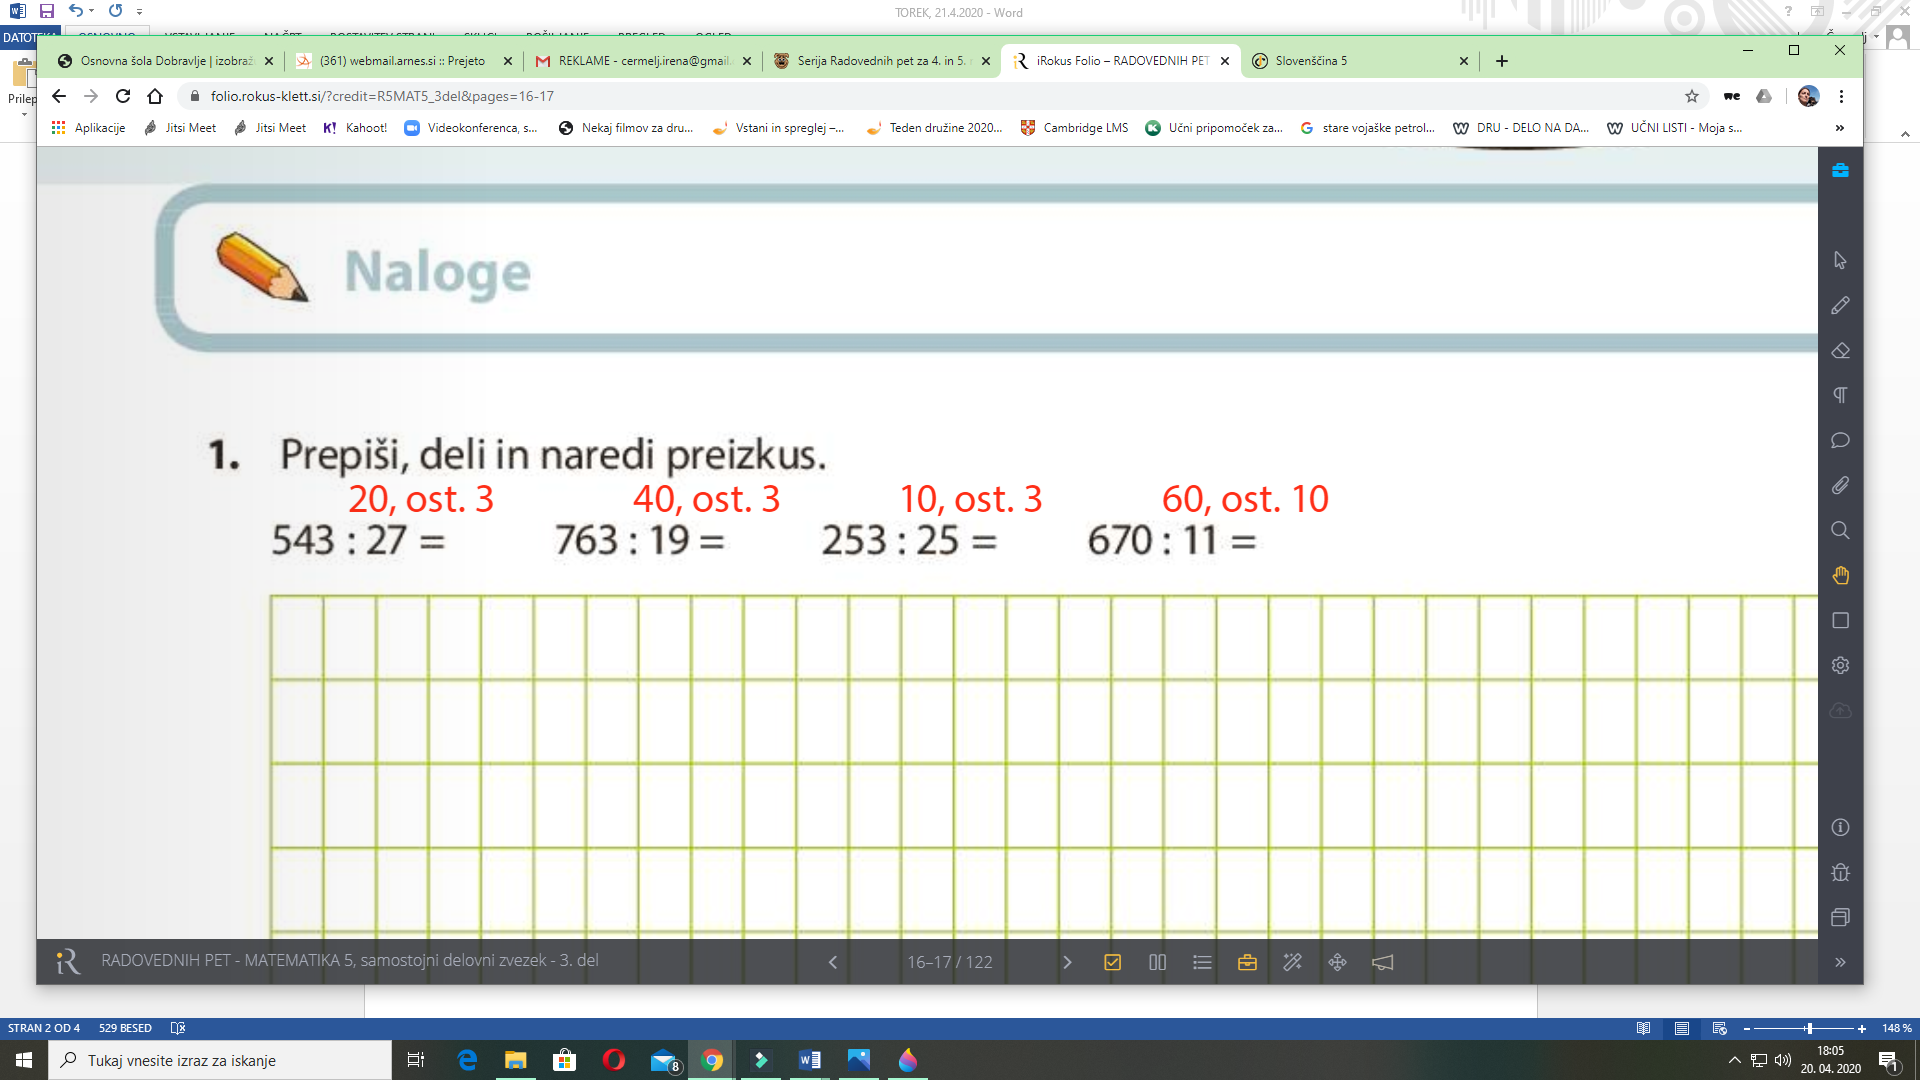 TOREK, 21.4.2020 - Word
DATOTEKA
Prilep
Osnovna šola Dobravlje | izobraže
(361) webmail.arnes.si :: Prejeto
REKLAME - cermelj.irena@gmail.
Serija Radovednih pet za 4. in 5.
iRokus Folio – RADOVEDNIH PET
Slovenščina 5
folio.rokus-klett.si/?credit=R5MAT5_3del&pages=16-17
Aplikacije
Jitsi Meet
Jitsi Meet
Kahoot!
Videokonferenca, s...
Nekaj filmov za dru...
Vstani in spreglej –...
Teden družine 2020...
Cambridge LMS
Učni pripomoček za...
stare vojaške petrol...
DRU - DELO NA DA...
UČNI LISTI - Moja s...
Naloge
1. Prepiši, deli in naredi preizkus.
20, ost. 3 40, ost. 3 10, ost. 3 60, ost. 10
543 : 27 = 763 : 19 = 253 : 25 = 670 : 11 =
iR RADOVEDNIH PET - MATEMATIKA 5, samostojni delovni zvezek - 3. del
16–17 / 122
STRAN 2 OD 4 529 BESED
148 %
Tukaj vnesite izraz za iskanje
8
18:05
20. 04. 2020
1